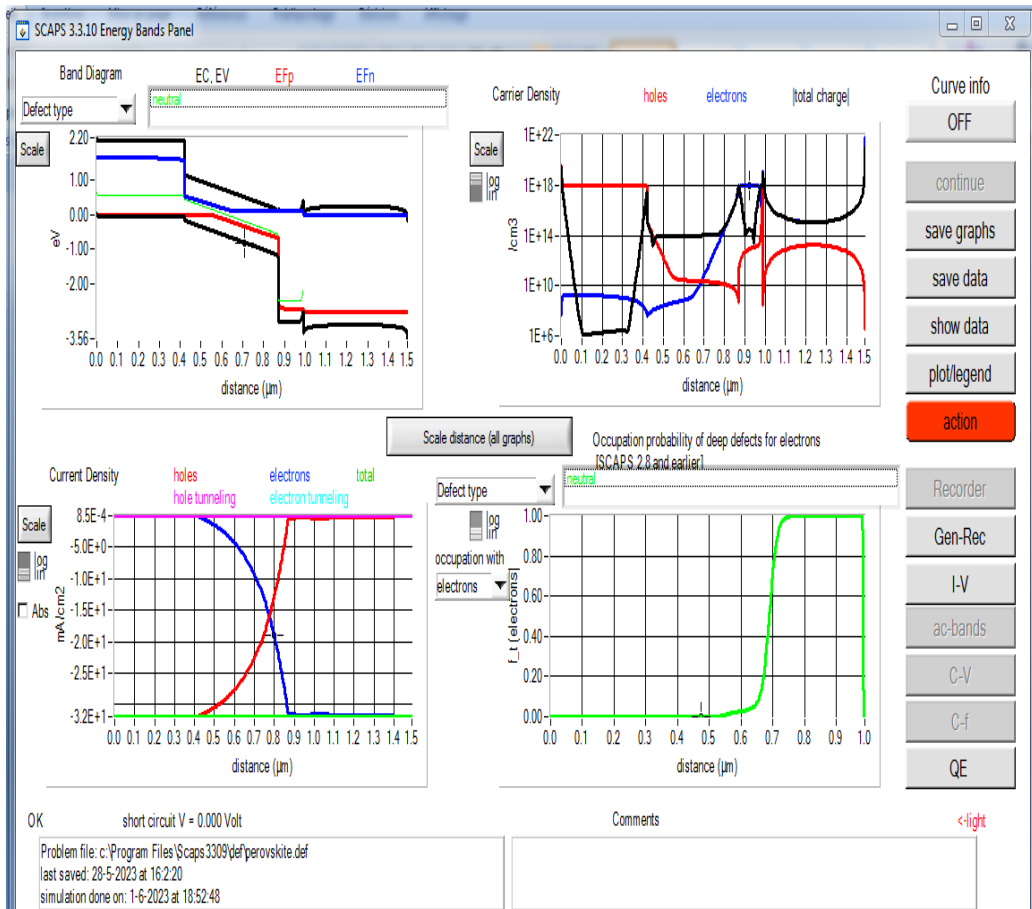 SCAPS 3.3.10 Energy Bands Panel
Band Diagram EC, EV EFp EFn
Defect type neutral
Scale
eV
2.20
1.00
0.00
-1.00
-2.00
-3.56
0.0 0.1 0.2 0.3 0.4 0.5 0.6 0.7 0.8 0.9 1.0 1.1 1.2 1.3 1.4 1.5
distance (µm)
Carrier Density holes electrons |total charge|
Scale
log
lin
/cm3
1E+22
1E+18
1E+14
1E+10
1E+6
0.0 0.1 0.2 0.3 0.4 0.5 0.6 0.7 0.8 0.9 1.0 1.1 1.2 1.3 1.4 1.5
distance (µm)
Curve info
OFF
continue
save graphs
save data
show data
plot/legend
action
Scale distance (all graphs)
Current Density holes electrons total
hole tunneling electron tunneling
Scale
log
lin
Abs
mA/cm2
8.5E-4
-5.0E+0
-1.0E+1
-1.5E+1
-2.0E+1
-2.5E+1
-3.2E+1
0.0 0.1 0.2 0.3 0.4 0.5 0.6 0.7 0.8 0.9 1.0 1.1 1.2 1.3 1.4 1.5
distance (µm)
Occupation probability of deep defects for electrons
[SCAPS 2.8 and earlier]
Defect type neutral
log
lin
occupation with
electrons
f_t (electrons)
1.00
0.80
0.60
0.40
0.20
0.00
0.0 0.1 0.2 0.3 0.4 0.5 0.6 0.7 0.8 0.9 1.0
distance (µm)
Recorder
Gen-Rec
I-V
ac-bands
C-V
C-f
QE
OK short circuit V = 0.000 Volt
Problem file: c:\Program Files\Scaps3309\def\perovskite.def
last saved: 28-5-2023 at 16:2:20
simulation done on: 1-6-2023 at 18:52:48
Comments
<-light